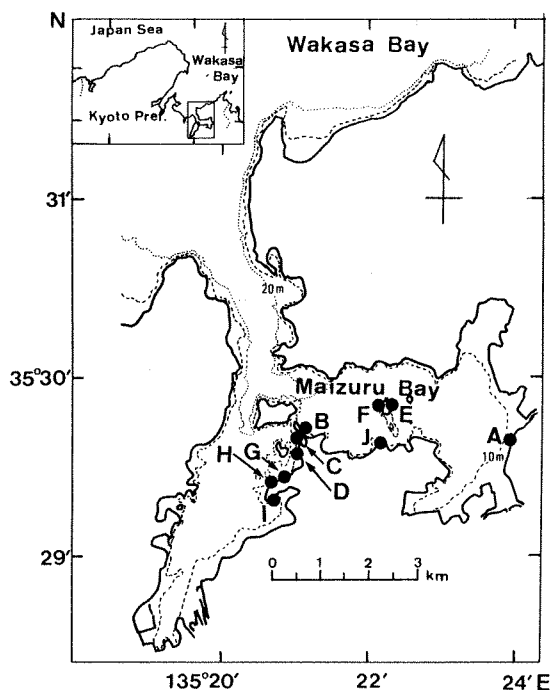 N
Japan Sea
Wakasa
Bay
Kyoto Pref.
Wakasa Bay
31′
20m
35°30′
Maizuru Bay
F E
B
A
J
10m
G
C
H
D
I
29′
0 1 2 3
km
135°20′ 22′ 24′E